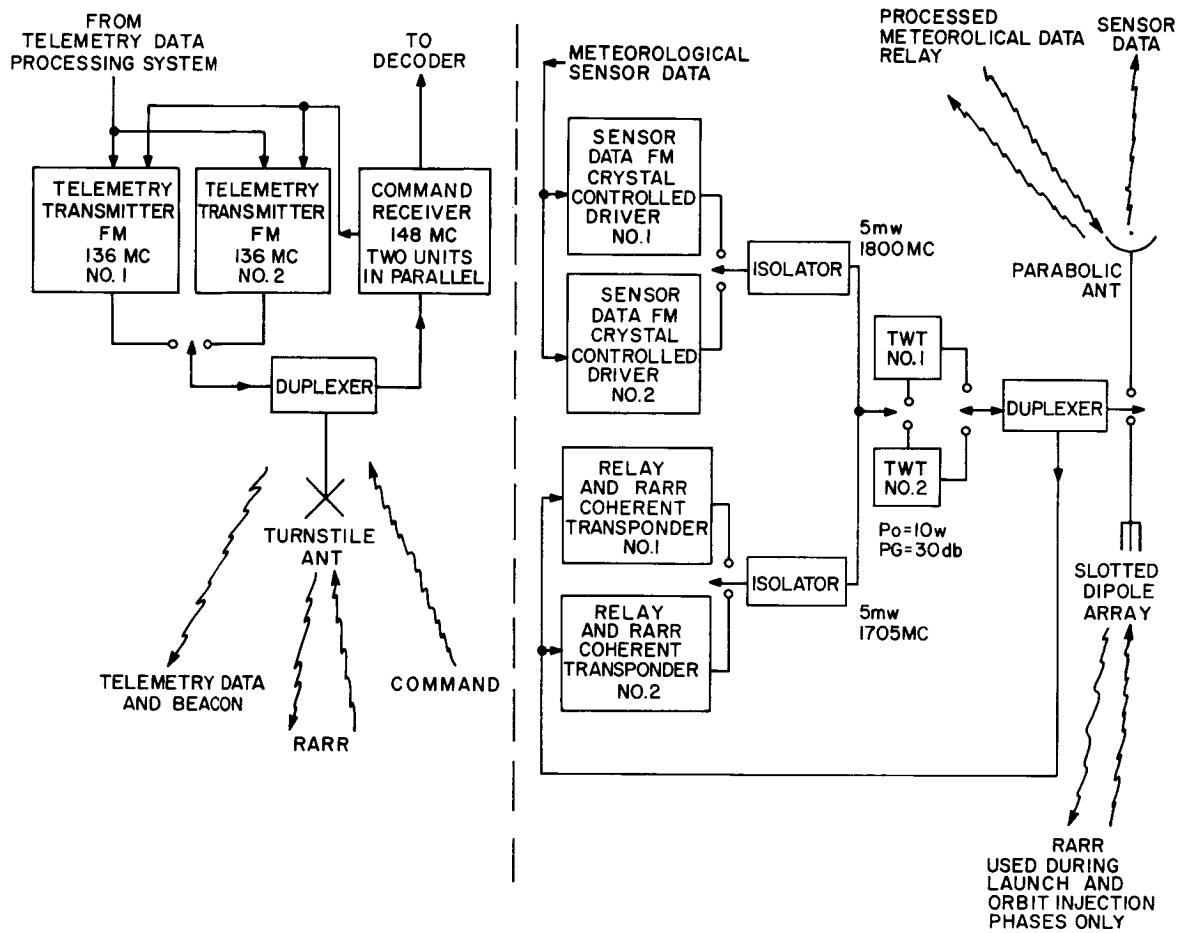 FROM
TELEMETRY DATA
PROCESSING SYSTEM
TO
DECODER
TELEMETRY
TRANSMITTER
FM
136 MC
NO. 1
TELEMETRY
TRANSMITTER
FM
136 MC
NO. 2
COMMAND
RECEIVER
148 MC
TWO UNITS
IN PARALLEL
DUPLEXER
TURNSTILE
ANT
TELEMETRY DATA
AND BEACON
RARR
COMMAND
METEOROLOGICAL
SENSOR DATA
SENSOR
DATA FM
CRYSTAL
CONTROLLED
DRIVER
NO. 1
SENSOR
DATA FM
CRYSTAL
CONTROLLED
DRIVER
NO. 2
ISOLATOR
5mw
1800 MC
RELAY
AND RARR
COHERENT
TRANSPONDER
NO. 1
RELAY
AND RARR
COHERENT
TRANSPONDER
NO. 2
ISOLATOR
5mw
1705MC
TWT
NO. 1
TWT
NO. 2
Po=10w
PG=30db
DUPLEXER
PROCESSED
METEOROLICAL DATA
RELAY
SENSOR
DATA
PARABOLIC
ANT
SLOTTED
DIPOLE
ARRAY
RARR
USED DURING
LAUNCH AND
ORBIT INJECTION
PHASES ONLY